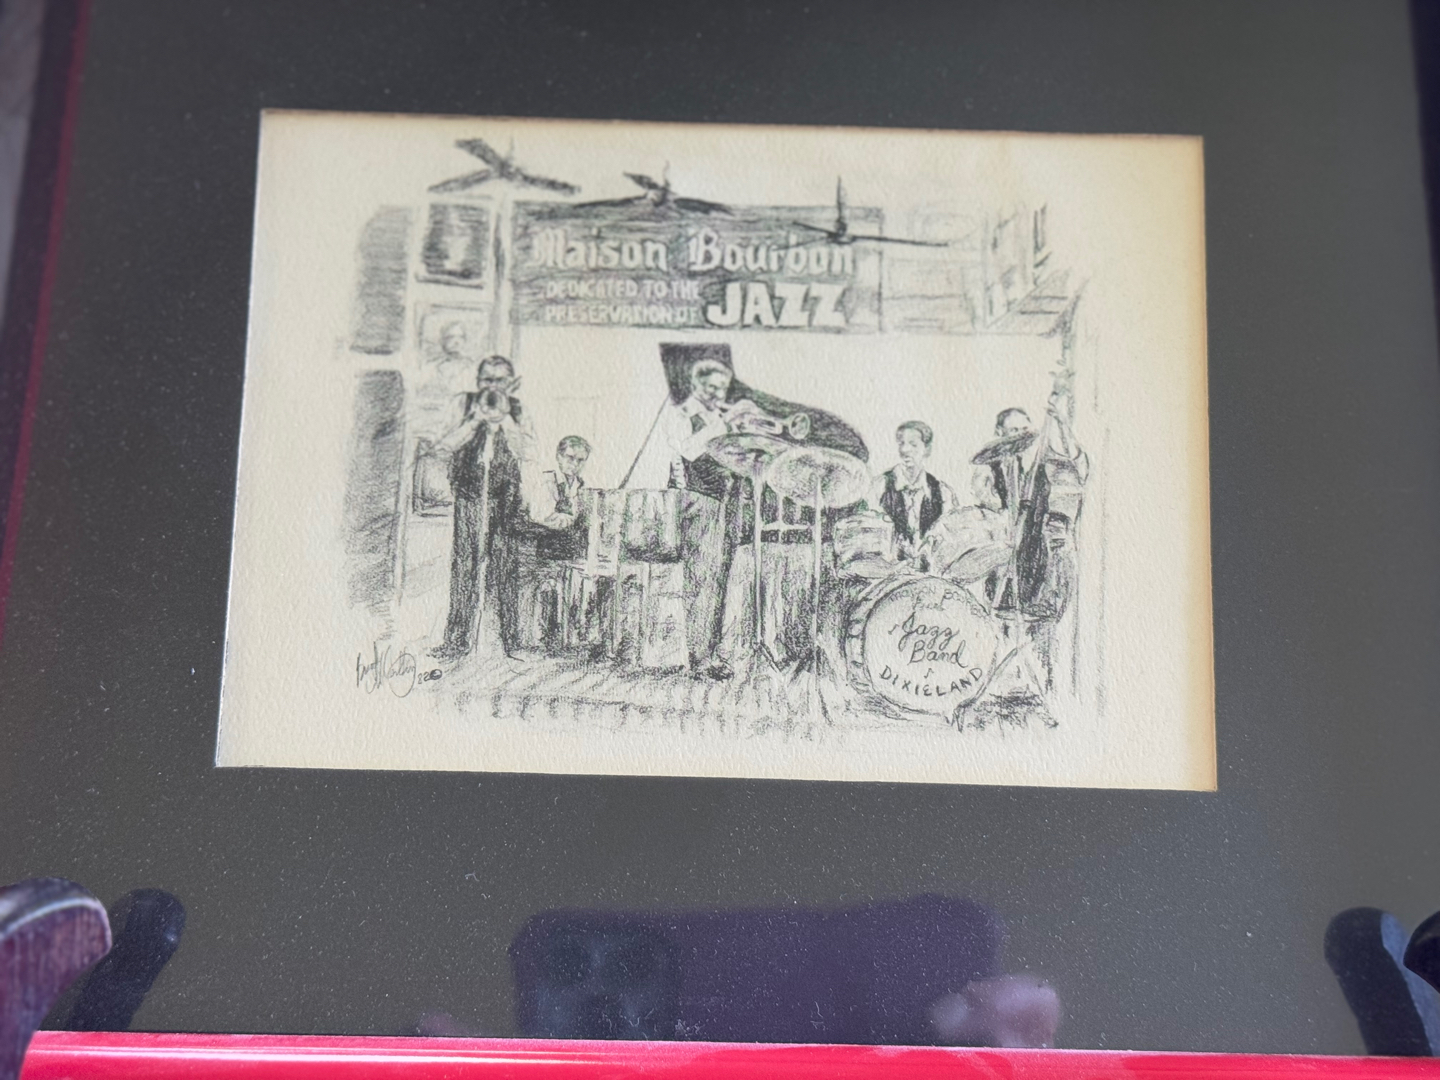 Maison Bourbon
DEDICATED TO THE
PRESERVATION OF JAZZ
Jazz
Band
DIXIELAND